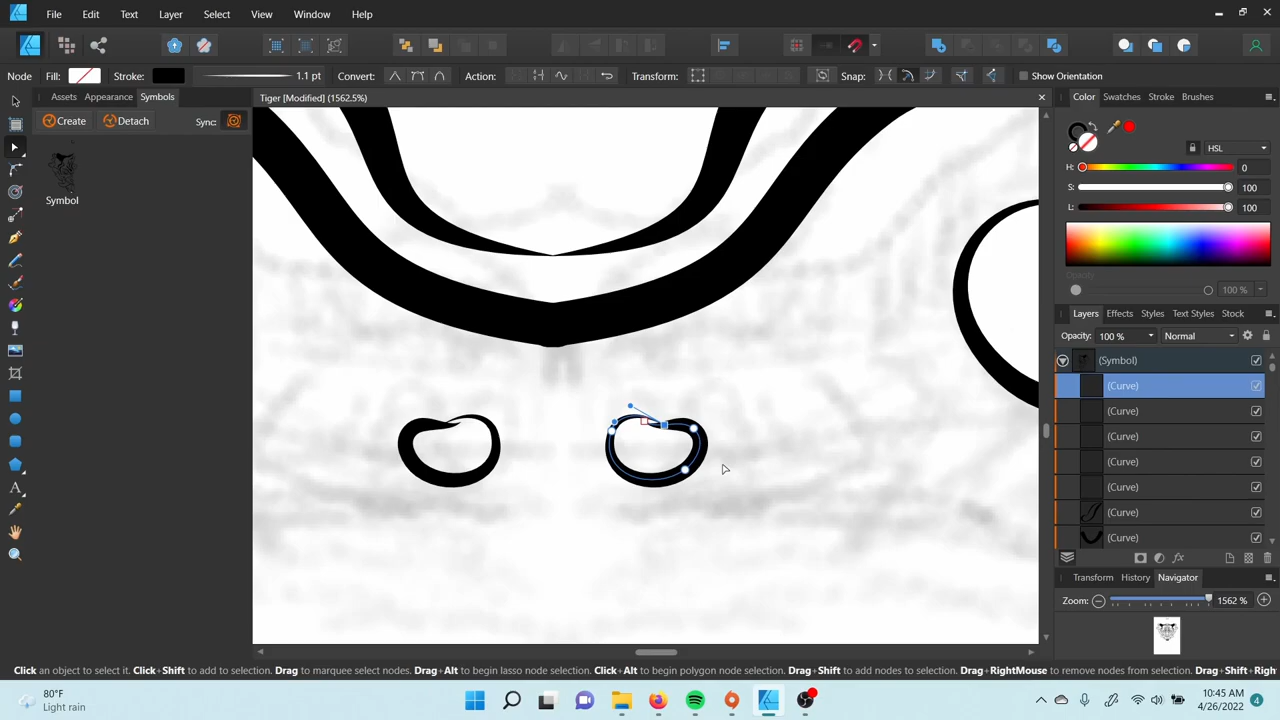 File Edit Text Layer Select View Window Help
Node Fill: Stroke: 1.1 pt Convert: Action: Transform: Snap: Show Orientation
Assets Appearance Symbols
Tiger [Modified] (1562.5%)
Create Detach Sync:
Symbol
Color Swatches Stroke Brushes
HSL
H: 0
S: 100
L: 100
Opacity
100 %
Layers Effects Styles Text Styles Stock
Opacity: 100 % Normal
(Symbol)
(Curve)
(Curve)
(Curve)
(Curve)
(Curve)
(Curve)
(Curve)
fx
Transform History Navigator
Zoom: 1562 %
Click an object to select it. Click+Shift to add to selection. Drag to marquee select nodes. Drag+Alt to begin lasso node selection. Click+Alt to begin polygon node selection. Drag+Shift to add nodes to selection. Drag+RightMouse to remove nodes from selection. Drag+Shift+Righ
80°F
Light rain
10:45 AM
4/26/2022
4